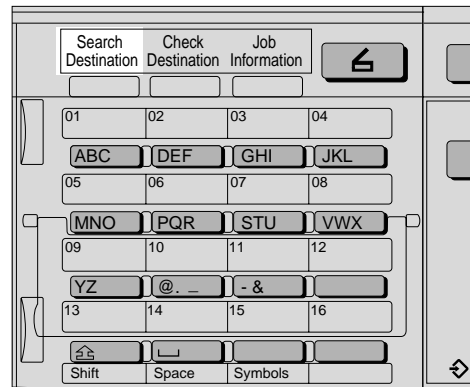 Search Destination Check Destination Job Information
01 02 03 04
ABC DEF GHI JKL
05 06 07 08
MNO PQR STU VWX
09 10 11 12
YZ @. _ - &
13 14 15 16
Shift Space Symbols